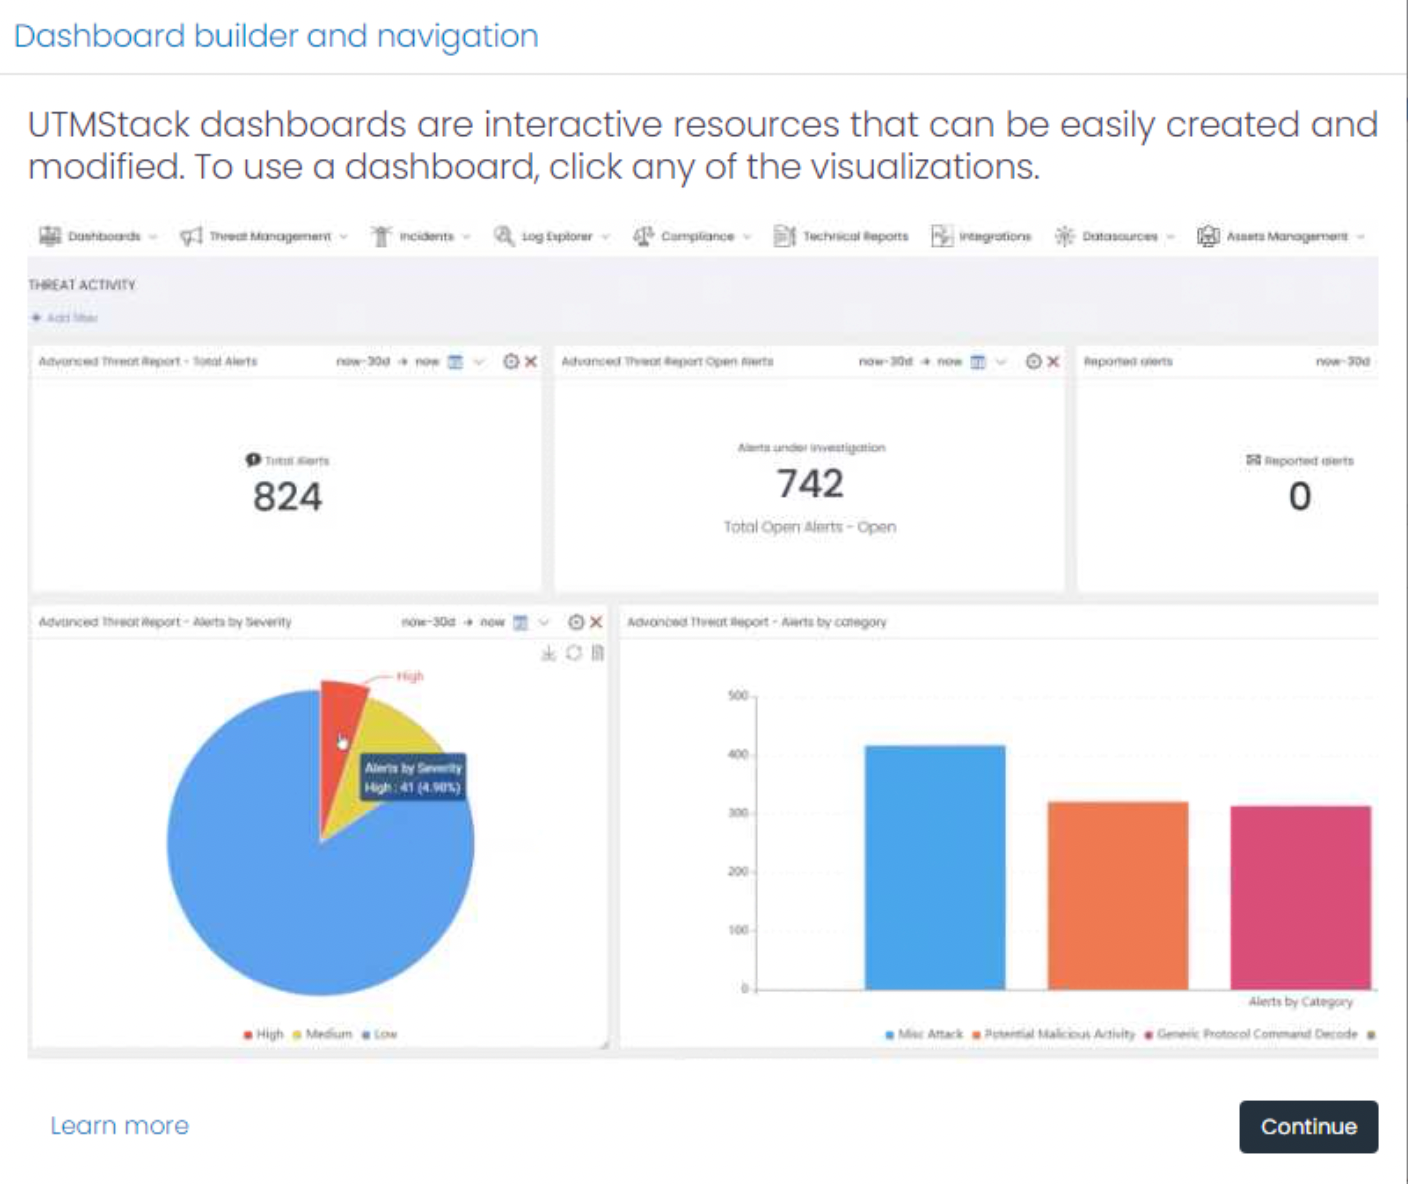 Dashboard builder and navigation
UTMStack dashboards are interactive resources that can be easily created and
modified. To use a dashboard, click any of the visualizations.
Dashboards Threat Management Incidents Log Explorer Compliance Technical Reports Integrations Datasources Assets Management
THREAT ACTIVITY
+ Add filter
Advanced Threat Report - Total Alerts now-30d → now
Advanced Threat Report Open Alerts now-30d → now
Reported alerts now-30d
Total Alerts
824
Alerts under investigation
742
Total Open Alerts - Open
Reported alerts
0
Advanced Threat Report - Alerts by Severity now-30d → now
High
Alerts by Severity
High : 41 (4.98%)
High Medium Low
Advanced Threat Report - Alerts by category
500
400
300
200
100
0
Alerts by Category
Misc Attack Potential Malicious Activity Generic Protocol Command Decode
Learn more
Continue